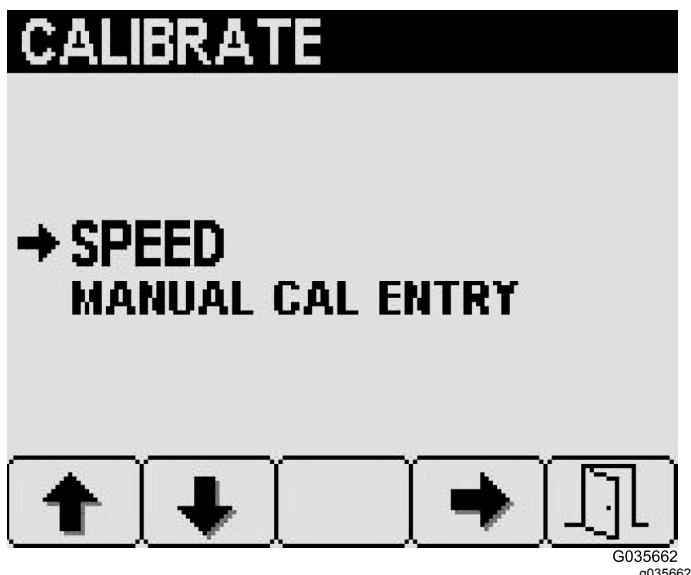 CALIBRATE
SPEED
MANUAL CAL ENTRY
G035662
g035662